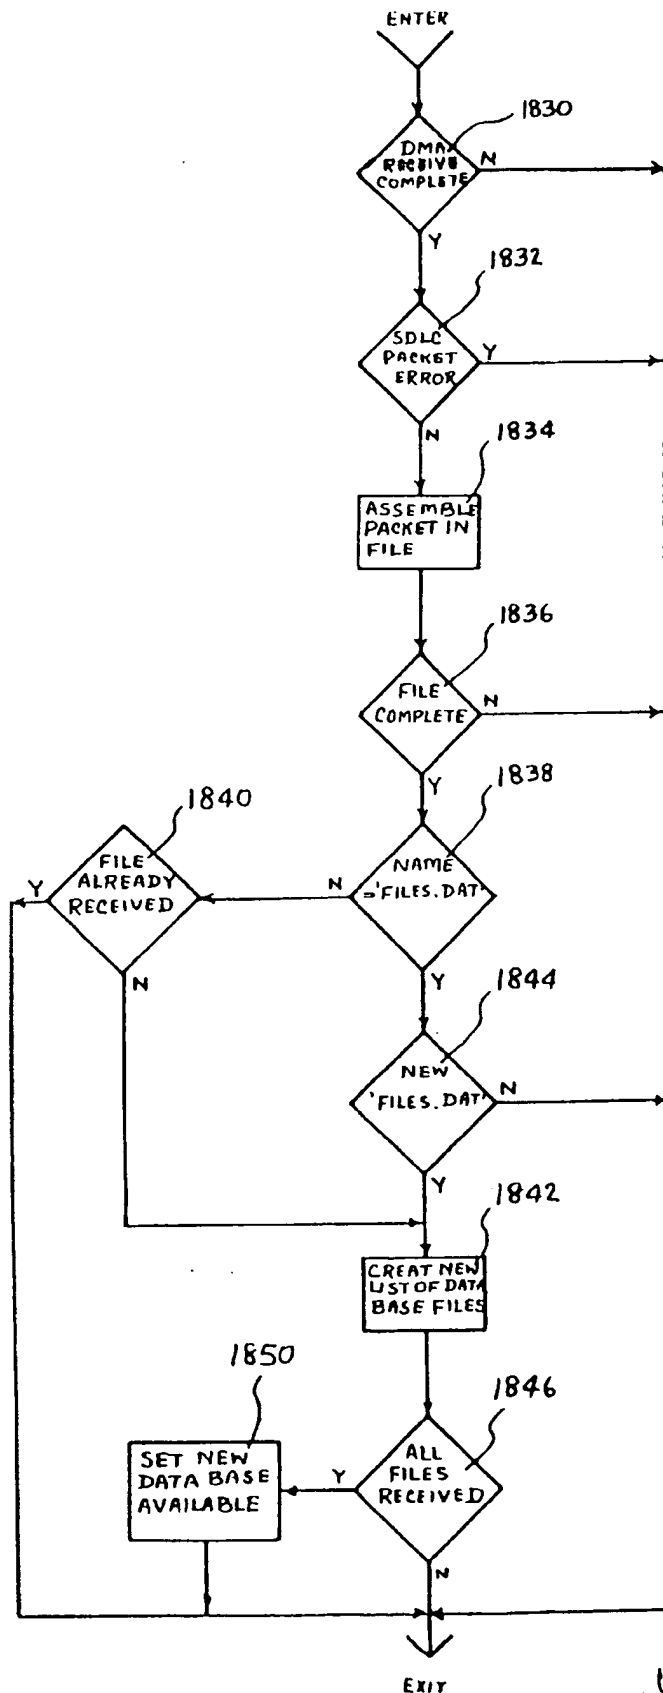 ENTER
1830
DMA
RECEIVE
COMPLETE
N
Y
1832
SDLC
PACKET
ERROR
Y
N
1834
ASSEMBLE
PACKET IN
FILE
1836
FILE
COMPLETE
N
Y
1838
1840
NAME
='FILES.DAT'
N
FILE
ALREADY
RECEIVED
Y
N
Y
1844
NEW
'FILES.DAT'
N
Y
1842
CREAT NEW
LIST OF DATA
BASE FILES
1850
1846
SET NEW
DATA BASE
AVAILABLE
Y
ALL
FILES
RECEIVED
N
EXIT